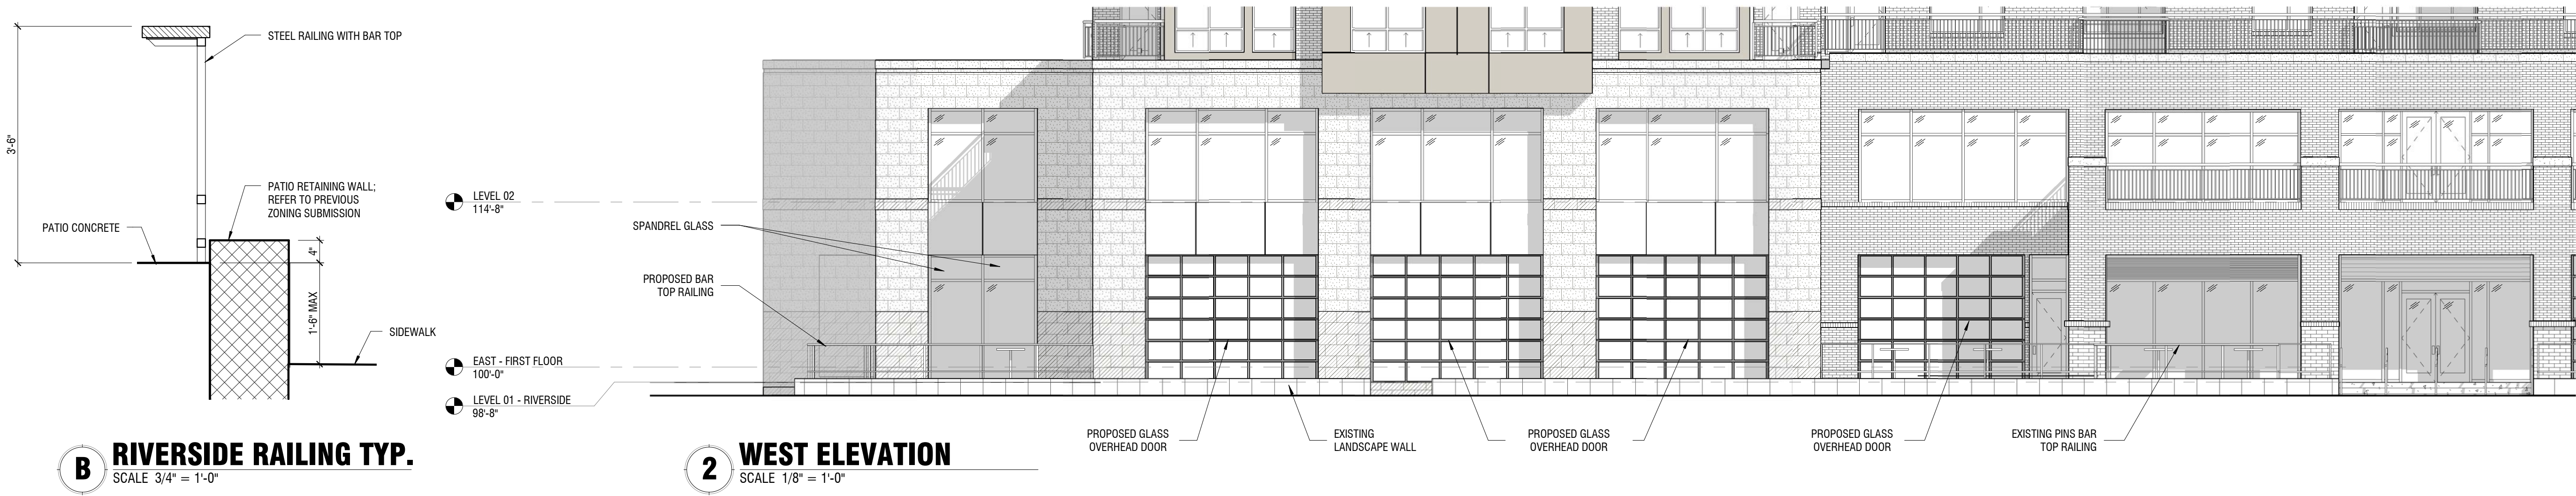 STEEL RAILING WITH BAR TOP
3'-6"
PATIO RETAINING WALL;
REFER TO PREVIOUS
ZONING SUBMISSION
PATIO CONCRETE
4"
1'-6" MAX
SIDEWALK
B
RIVERSIDE RAILING TYP.
SCALE 3/4" = 1'-0"
LEVEL 02
114'-8"
SPANDREL GLASS
PROPOSED BAR
TOP RAILING
EAST - FIRST FLOOR
100'-0"
LEVEL 01 - RIVERSIDE
98'-8"
PROPOSED GLASS
OVERHEAD DOOR
EXISTING
LANDSCAPE WALL
PROPOSED GLASS
OVERHEAD DOOR
PROPOSED GLASS
OVERHEAD DOOR
EXISTING PINS BAR
TOP RAILING
2
WEST ELEVATION
SCALE 1/8" = 1'-0"